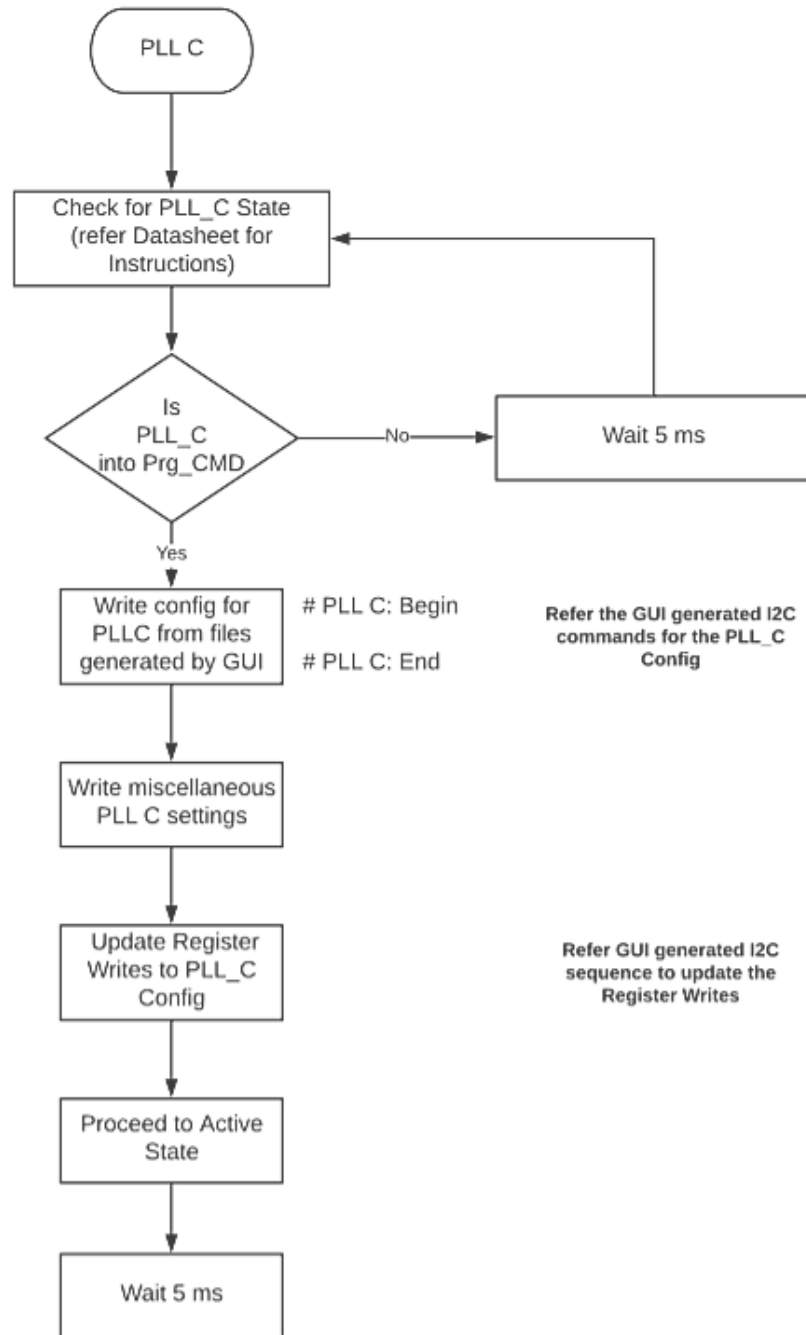 PLL C
Check for PLL_C State
(refer Datasheet for
Instructions)
Is
PLL_C
into Prg_CMD
No
Wait 5 ms
Yes
Write config for
PLLC from files
generated by GUI
# PLL C: Begin
# PLL C: End
Refer the GUI generated I2C
commands for the PLL_C
Config
Write miscellaneous
PLL C settings
Update Register
Writes to PLL_C
Config
Refer GUI generated I2C
sequence to update the
Register Writes
Proceed to Active
State
Wait 5 ms